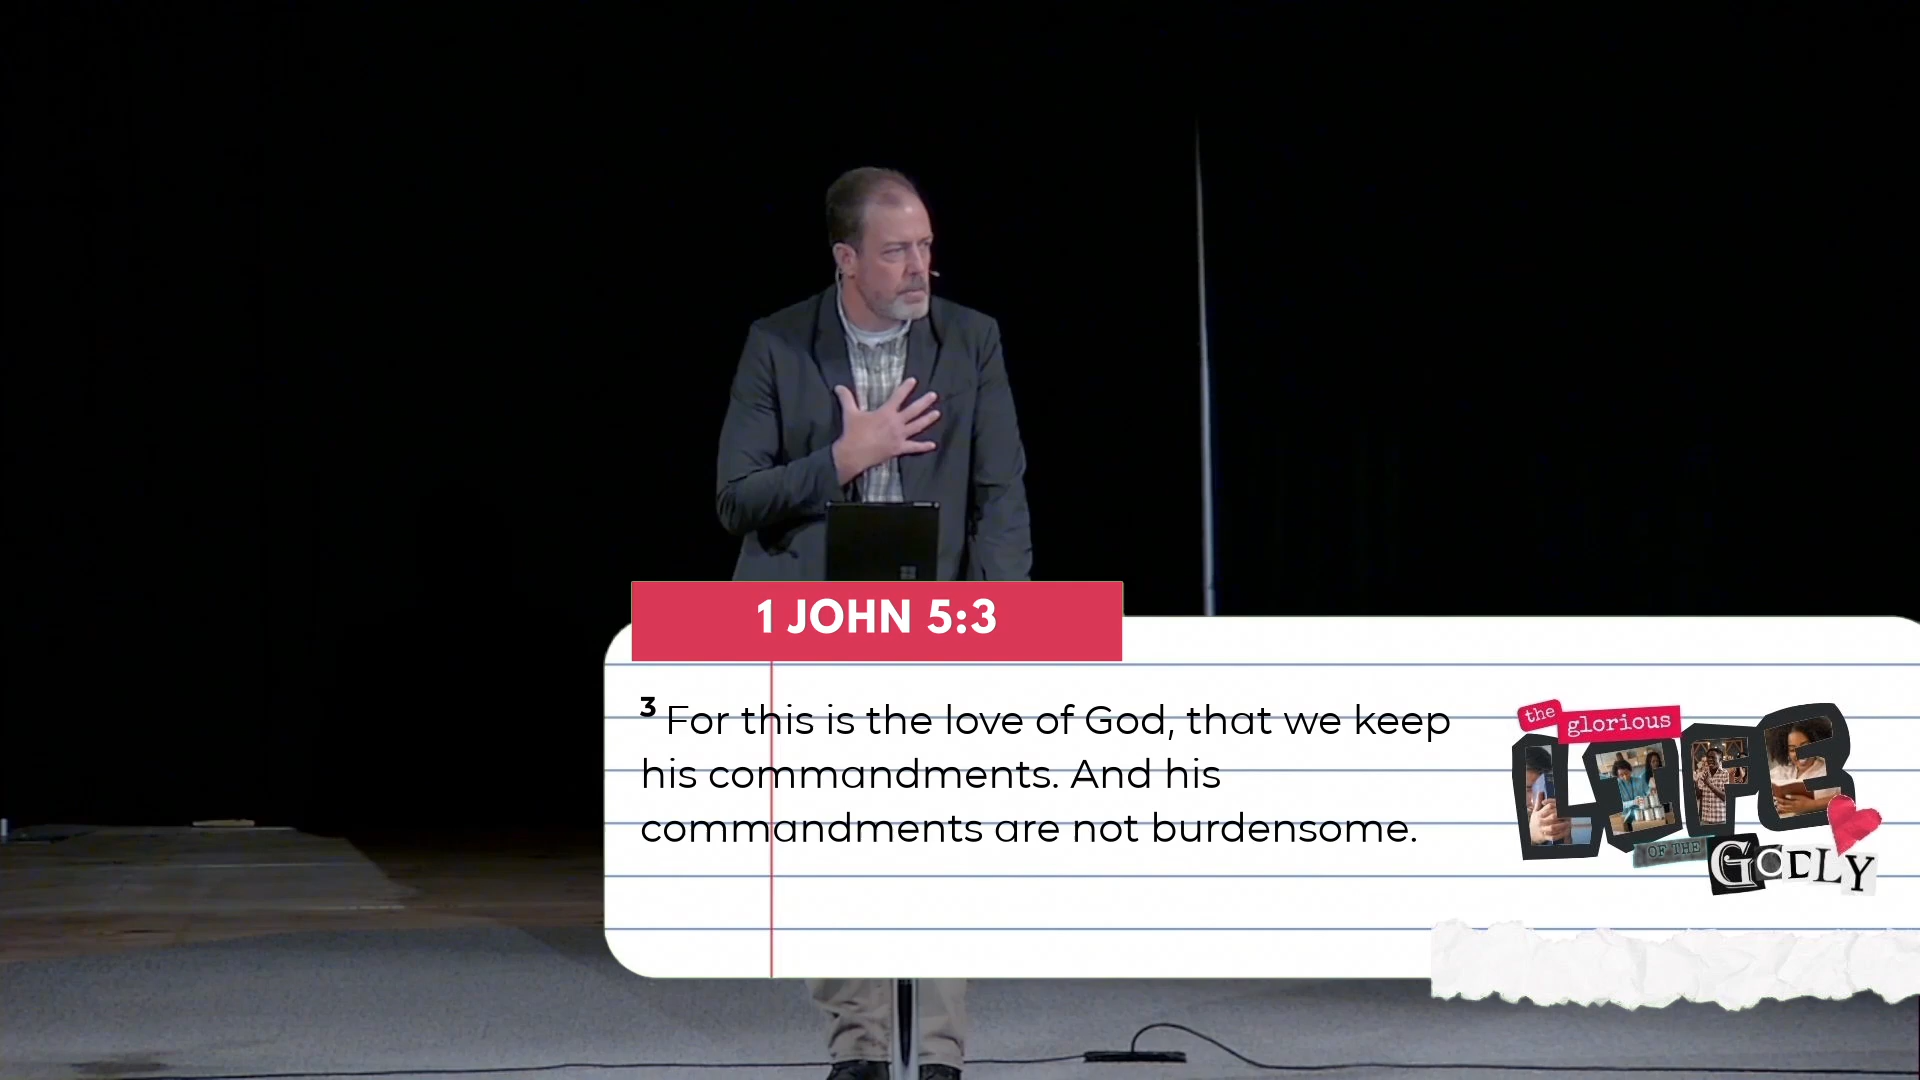 1 JOHN 5:3
3 For this is the love of God, that we keep
his commandments. And his
commandments are not burdensome.
the
glorious
LIFE
OF THE
GODLY